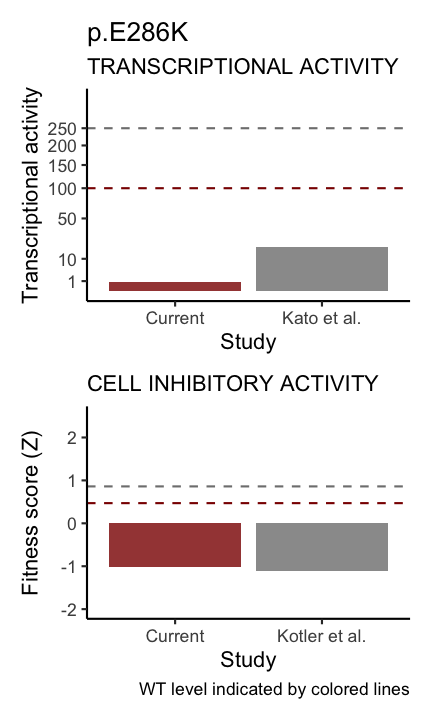 p.E286K
TRANSCRIPTIONAL ACTIVITY
Transcriptional activity
250
200
150
100
50
10
1
Current
Kato et al.
Study
CELL INHIBITORY ACTIVITY
Fitness score (Z)
2
1
0
-1
-2
Current
Kotler et al.
Study
WT level indicated by colored lines